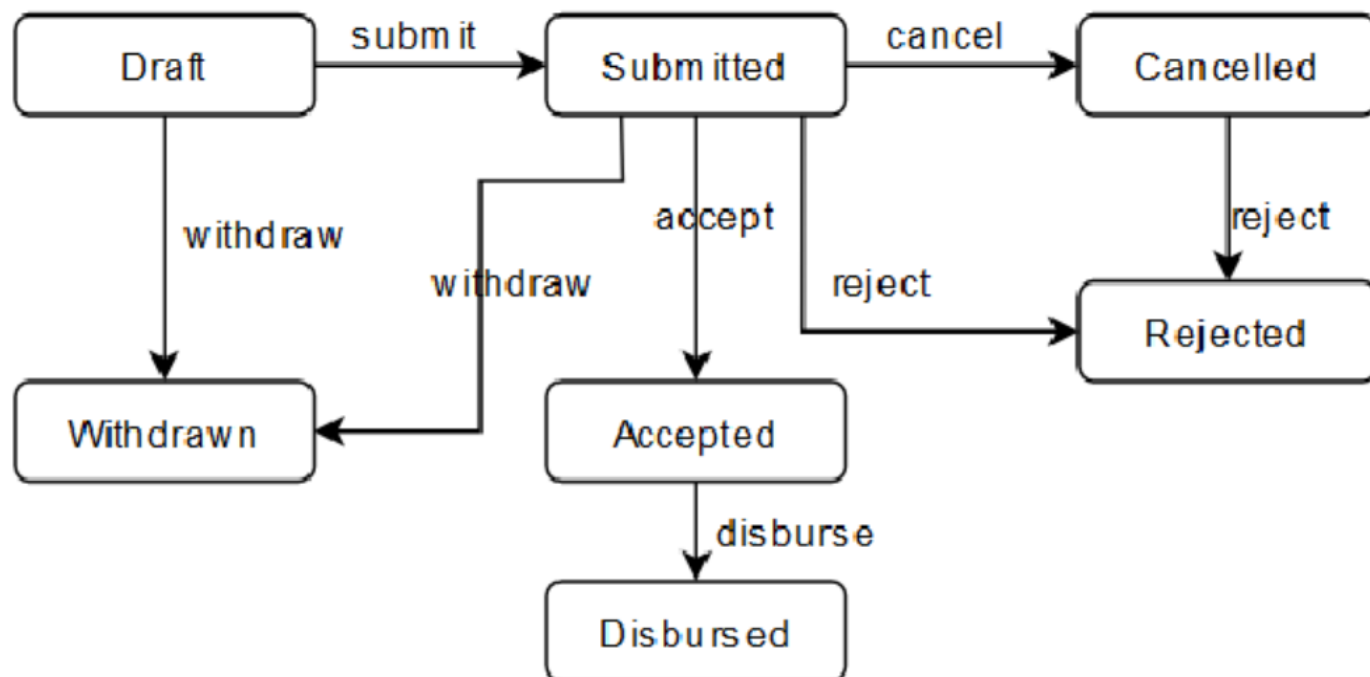 submit
cancel
Draft
Submitted
Cancelled
withdraw
accept
reject
withdraw
reject
Rejected
Withdrawn
Accepted
disburse
Disbursed